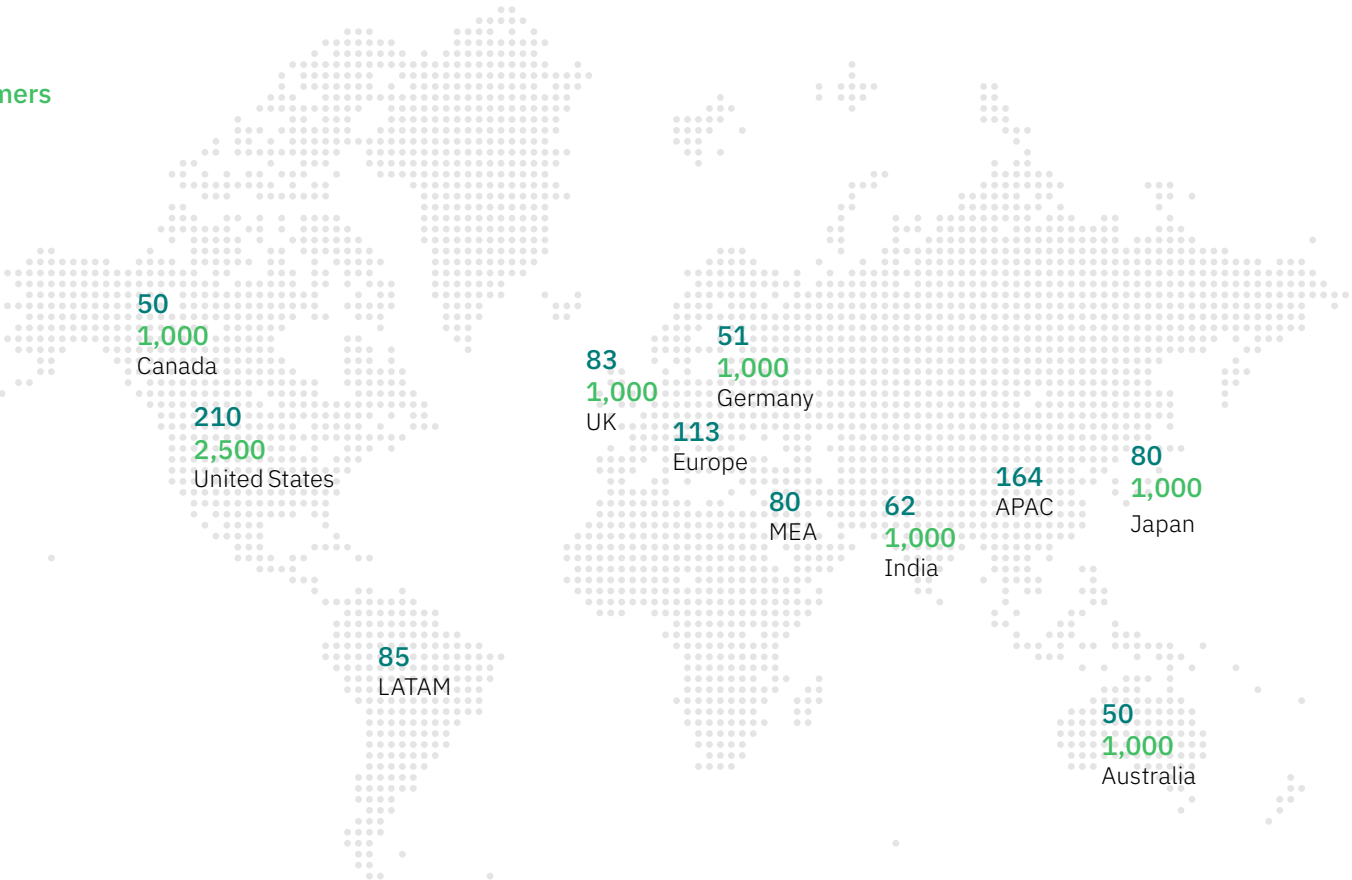 mers
50
1,000
Canada
210
2,500
United States
83
1,000
UK
51
1,000
Germany
113
Europe
80
MEA
62
1,000
India
164
APAC
80
1,000
Japan
85
LATAM
50
1,000
Australia